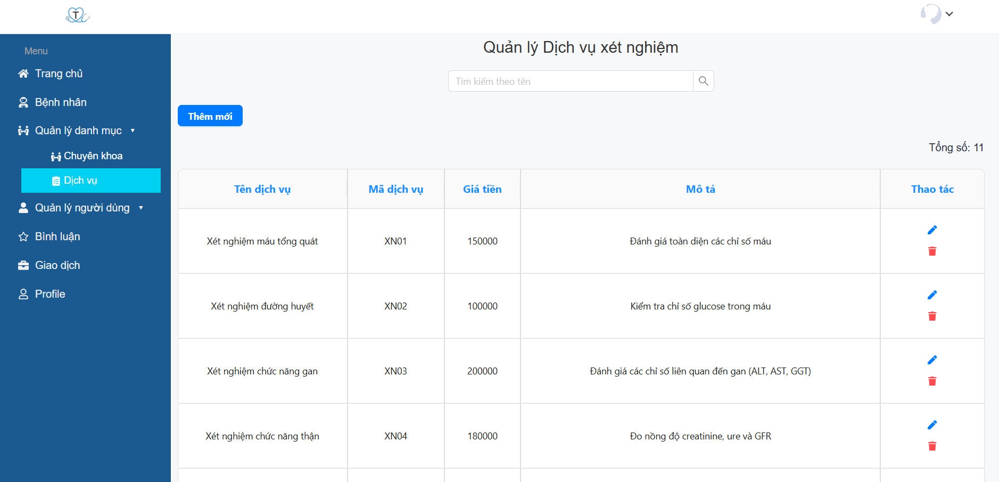 T
Menu
Trang chủ
Bệnh nhân
Quản lý danh mục
Chuyên khoa
Dịch vụ
Quản lý người dùng
Bình luận
Giao dịch
Profile
Quản lý Dịch vụ xét nghiệm
Tìm kiếm theo tên
Thêm mới
Tổng số: 11
Tên dịch vụ Mã dịch vụ Giá tiền Mô tả Thao tác
Xét nghiệm máu tổng quát XN01 150000 Đánh giá toàn diện các chỉ số máu
Xét nghiệm đường huyết XN02 100000 Kiểm tra chỉ số glucose trong máu
Xét nghiệm chức năng gan XN03 200000 Đánh giá các chỉ số liên quan đến gan (ALT, AST, GGT)
Xét nghiệm chức năng thận XN04 180000 Đo nồng độ creatinine, ure và GFR